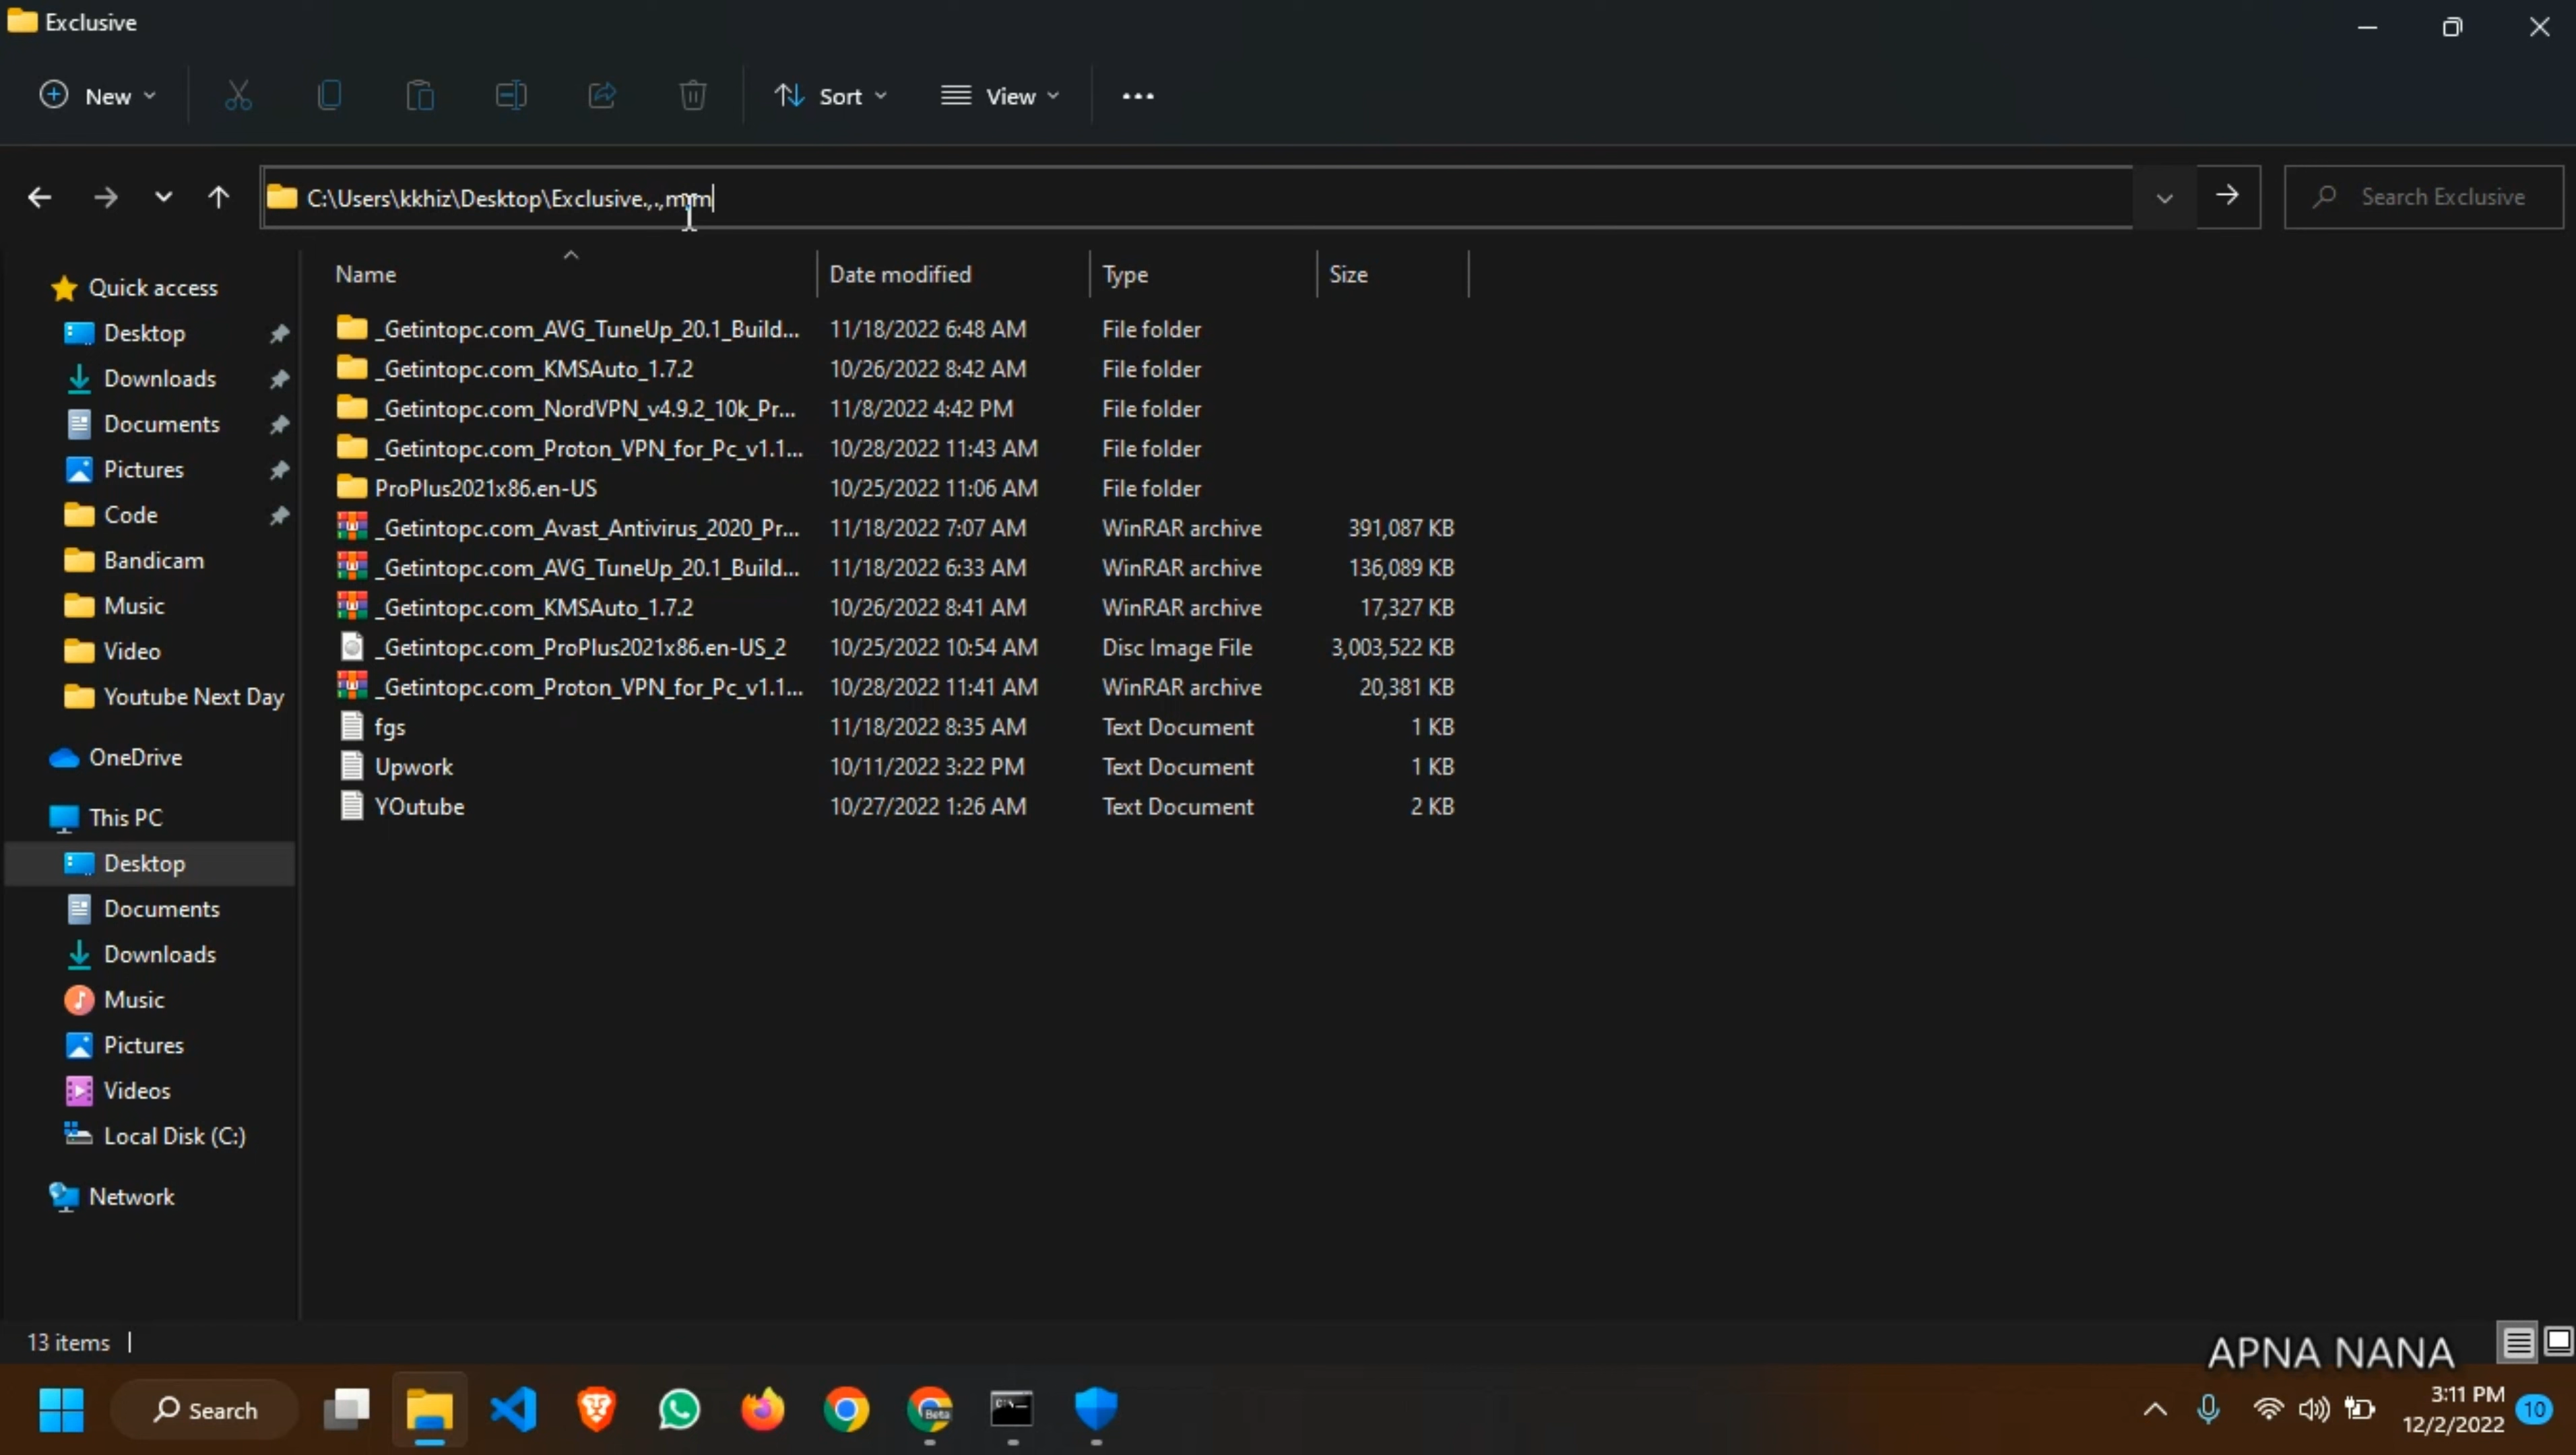 Exclusive
New
Sort
View
C:\Users\kkhiz\Desktop\Exclusive.,.,mm
Search Exclusive
Name Date modified Type Size
Quick access
Desktop
Downloads
Documents
Pictures
Code
Bandicam
Music
Video
Youtube Next Day
OneDrive
This PC
Desktop
Documents
Downloads
Music
Pictures
Videos
Local Disk (C:)
Network
_Getintopc.com_AVG_TuneUp_20.1_Build... 11/18/2022 6:48 AM File folder
_Getintopc.com_KMSAuto_1.7.2 10/26/2022 8:42 AM File folder
_Getintopc.com_NordVPN_v4.9.2_10k_Pr... 11/8/2022 4:42 PM File folder
_Getintopc.com_Proton_VPN_for_Pc_v1.1... 10/28/2022 11:43 AM File folder
ProPlus2021x86.en-US 10/25/2022 11:06 AM File folder
_Getintopc.com_Avast_Antivirus_2020_Pr... 11/18/2022 7:07 AM WinRAR archive 391,087 KB
_Getintopc.com_AVG_TuneUp_20.1_Build... 11/18/2022 6:33 AM WinRAR archive 136,089 KB
_Getintopc.com_KMSAuto_1.7.2 10/26/2022 8:41 AM WinRAR archive 17,327 KB
_Getintopc.com_ProPlus2021x86.en-US_2 10/25/2022 10:54 AM Disc Image File 3,003,522 KB
_Getintopc.com_Proton_VPN_for_Pc_v1.1... 10/28/2022 11:41 AM WinRAR archive 20,381 KB
fgs 11/18/2022 8:35 AM Text Document 1 KB
Upwork 10/11/2022 3:22 PM Text Document 1 KB
YOutube 10/27/2022 1:26 AM Text Document 2 KB
13 items
APNA NANA
Search
Beta
3:11 PM
12/2/2022
10